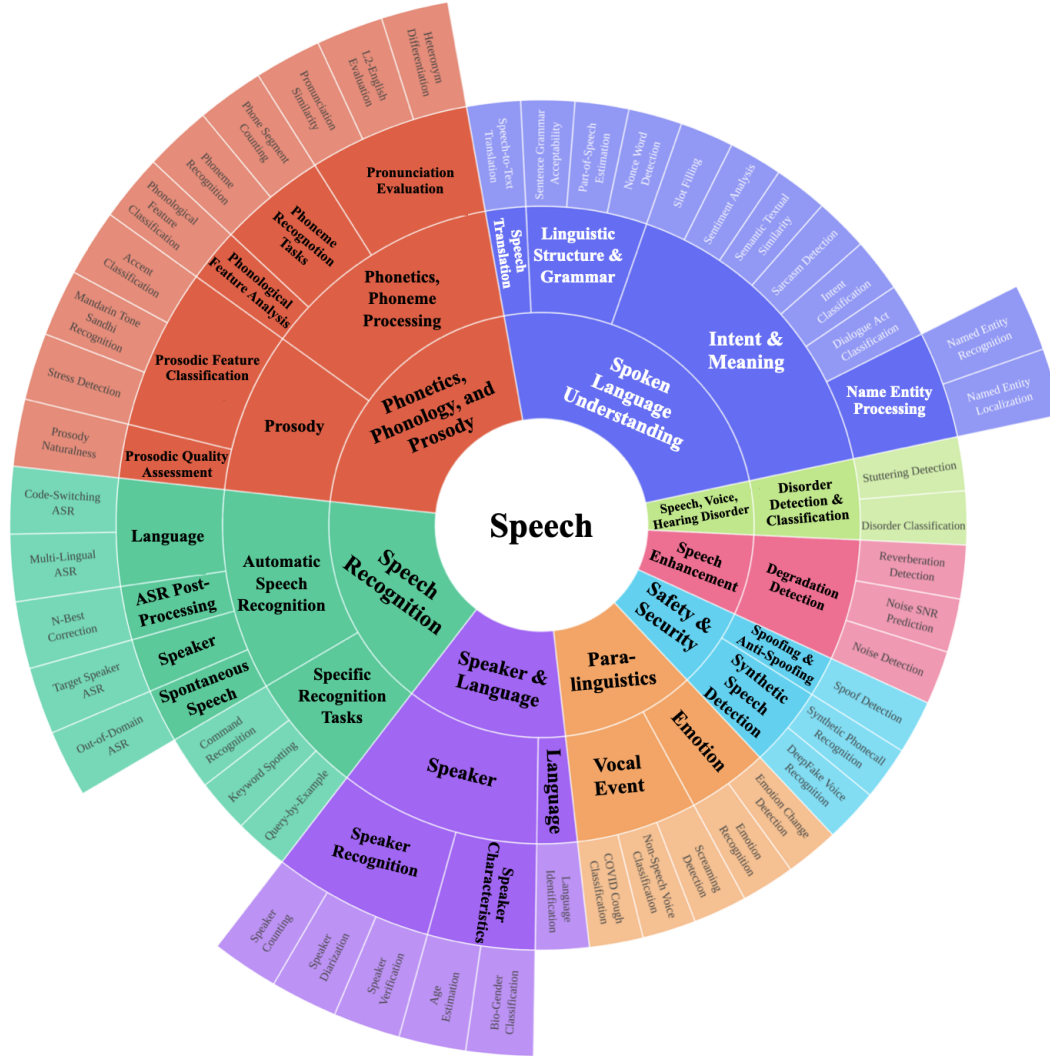 Speech
Spoken
Language
Understanding
Speech
Translation
Speech-to-Text
Translation
Linguistic
Structure &
Grammar
Sentence Grammar
Acceptability
Part-of-Speech
Estimation
Nonce Word
Detection
Intent &
Meaning
Slot Filling
Sentiment Analysis
Semantic Textual
Similarity
Sarcasm Detection
Intent
Classification
Dialogue Act
Classification
Name Entity
Processing
Named Entity
Recognition
Named Entity
Localization
Speech, Voice,
Hearing Disorder
Disorder
Detection &
Classification
Stuttering Detection
Disorder Classification
Speech
Enhancement
Degradation
Detection
Reverberation
Detection
Noise SNR
Prediction
Noise Detection
Safety &
Security
Spoofing &
Anti-Spoofing
Spoof Detection
Synthetic
Speech
Detection
Synthetic Phonecall
Recognition
DeepFake Voice
Recognition
Para-
linguistics
Emotion
Emotion Change
Detection
Emotion
Recognition
Vocal
Event
Screaming
Detection
Non-Speech Voice
Classification
COVID Cough
Classification
Speaker &
Language
Language
Language
Identification
Speaker
Speaker
Characteristics
Bio-Gender
Classification
Age
Estimation
Speaker
Recognition
Speaker
Verification
Speaker
Diarization
Speaker
Counting
Speech
Recognition
Specific
Recognition
Tasks
Query-by-Example
Keyword Spotting
Command
Recognition
Automatic
Speech
Recognition
Spontaneous
Speech
Out-of-Domain
ASR
Speaker
Target Speaker
ASR
ASR Post-
Processing
N-Best
Correction
Language
Multi-Lingual
ASR
Code-Switching
ASR
Phonetics,
Phonology, and
Prosody
Prosody
Prosodic Quality
Assessment
Prosody
Naturalness
Prosodic Feature
Classification
Stress Detection
Mandarin Tone
Sandhi
Recognition
Accent
Classification
Phonetics,
Phoneme
Processing
Phonological
Feature Analysis
Phonological
Feature
Classification
Phoneme
Recognotion
Tasks
Phoneme
Recognition
Phone Segment
Counting
Pronunciation
Evaluation
Pronunciation
Similarity
L2-English
Evaluation
Heteronym
Differentiation